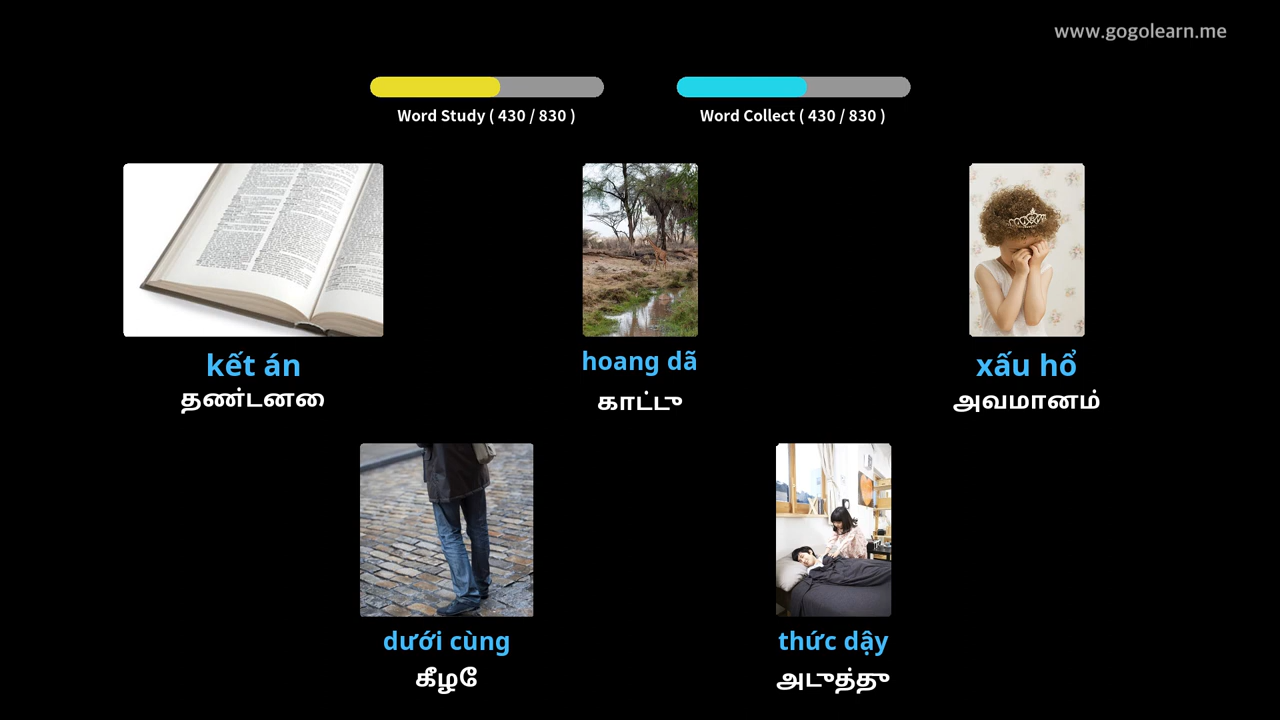 www.gogolearn.me
Word Study ( 430 / 830 )
Word Collect ( 430 / 830 )
kết án
தண்டனை
hoang dã
காட்டு
xấu hổ
அவமானம்
dưới cùng
கீழே
thức dậy
அடுத்து